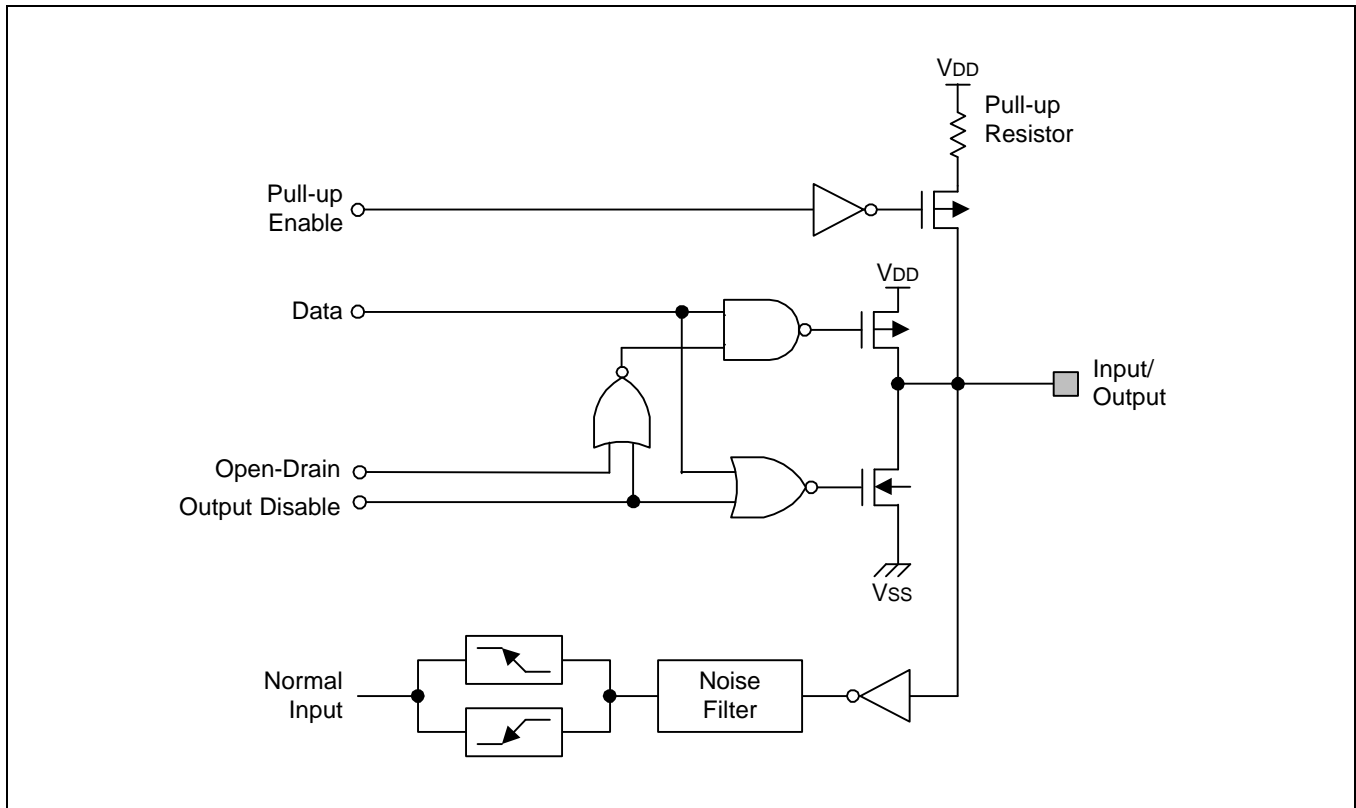 VDD
Pull-up
Resistor
Pull-up
Enable
VDD
Data
Input/
Output
Open-Drain
Output Disable
VSS
Normal
Input
Noise
Filter